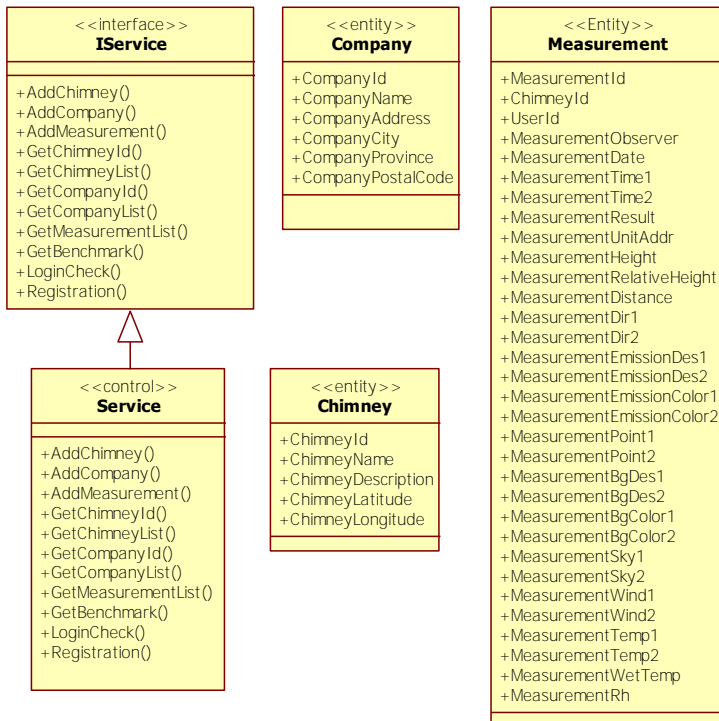 <<interface>>
IService
+AddChimney()
+AddCompany()
+AddMeasurement()
+GetChimneyId()
+GetChimneyList()
+GetCompanyId()
+GetCompanyList()
+GetMeasurementList()
+GetBenchmark()
+LoginCheck()
+Registration()
<<entity>>
Company
+CompanyId
+CompanyName
+CompanyAddress
+CompanyCity
+CompanyProvince
+CompanyPostalCode
<<Entity>>
Measurement
+MeasurementId
+ChimneyId
+UserId
+MeasurementObserver
+MeasurementDate
+MeasurementTime1
+MeasurementTime2
+MeasurementResult
+MeasurementUnitAddr
+MeasurementHeight
+MeasurementRelativeHeight
+MeasurementDistance
+MeasurementDir1
+MeasurementDir2
+MeasurementEmissionDes1
+MeasurementEmissionDes2
+MeasurementEmissionColor1
+MeasurementEmissionColor2
+MeasurementPoint1
+MeasurementPoint2
+MeasurementBgDes1
+MeasurementBgDes2
+MeasurementBgColor1
+MeasurementBgColor2
+MeasurementSky1
+MeasurementSky2
+MeasurementWind1
+MeasurementWind2
+MeasurementTemp1
+MeasurementTemp2
+MeasurementWetTemp
+MeasurementRh
<<control>>
Service
+AddChimney()
+AddCompany()
+AddMeasurement()
+GetChimneyId()
+GetChimneyList()
+GetCompanyId()
+GetCompanyList()
+GetMeasurementList()
+GetBenchmark()
+LoginCheck()
+Registration()
<<entity>>
Chimney
+ChimneyId
+ChimneyName
+ChimneyDescription
+ChimneyLatitude
+ChimneyLongitude